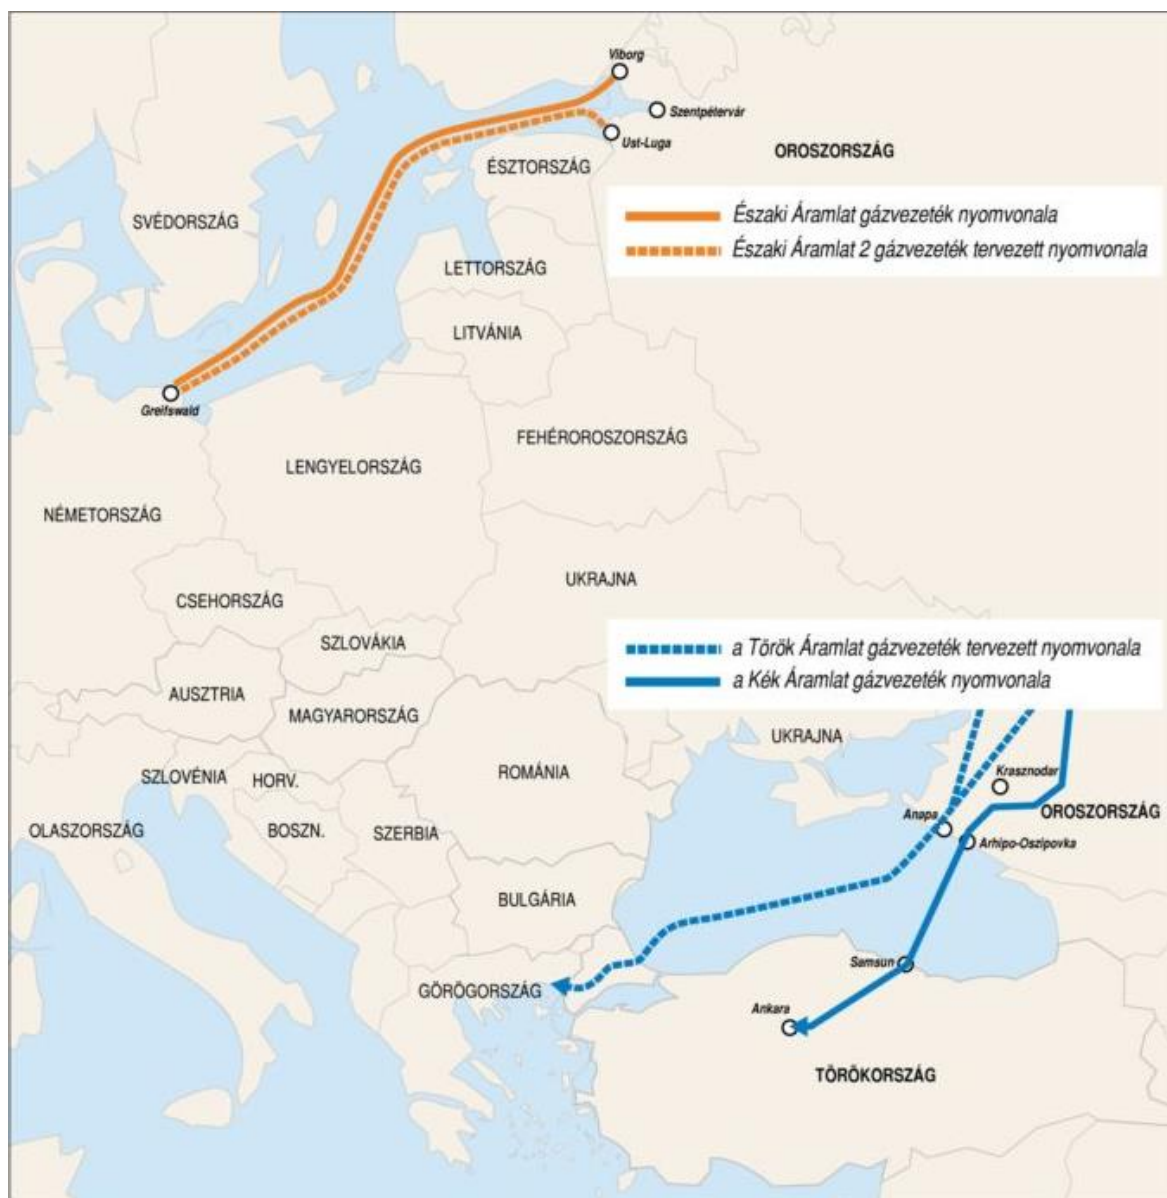 Viborg
Szentpétervár
Ust-Luga
OROSZORSZÁG
ÉSZTORSZÁG
SVÉDORSZÁG
Északi Áramlat gázvezeték nyomvonala
Északi Áramlat 2 gázvezeték tervezett nyomvonala
LETTORSZÁG
LITVÁNIA
Greifswald
FEHÉROROSZORSZÁG
LENGYELORSZÁG
NÉMETORSZÁG
UKRAJNA
CSEHORSZÁG
SZLOVÁKIA
a Török Áramlat gázvezeték tervezett nyomvonala
a Kék Áramlat gázvezeték nyomvonala
AUSZTRIA
MAGYARORSZÁG
UKRAJNA
ROMÁNIA
SZLOVÉNIA
HORV.
Krasznodar
OROSZORSZÁG
Anapa
OLASZORSZÁG
BOSZN.
SZERBIA
Arhipo-Oszipovka
BULGÁRIA
Samsun
GÖRÖGORSZÁG
Ankara
TÖRÖKORSZÁG